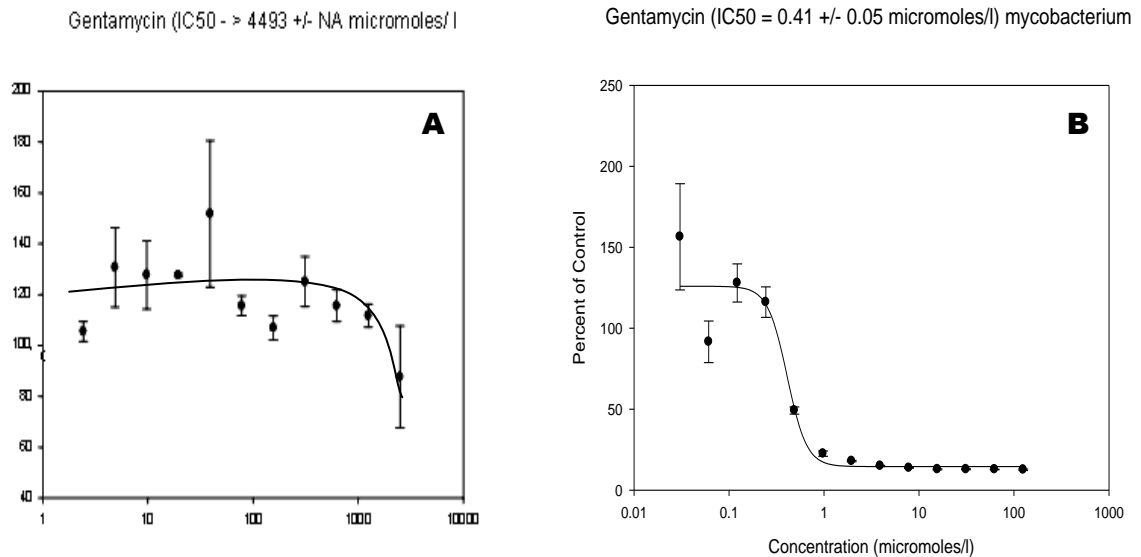 Gentamycin (IC50 - > 4493 +/- NA micromoles/ l
Gentamycin (IC50 = 0.41 +/- 0.05 micromoles/l) mycobacterium
A
200
180
160
140
120
100
80
60
40
1 10 100 1000 10000
B
Percent of Control
250
200
150
100
50
0
0.01 0.1 1 10 100 1000
Concentration (micromoles/l)